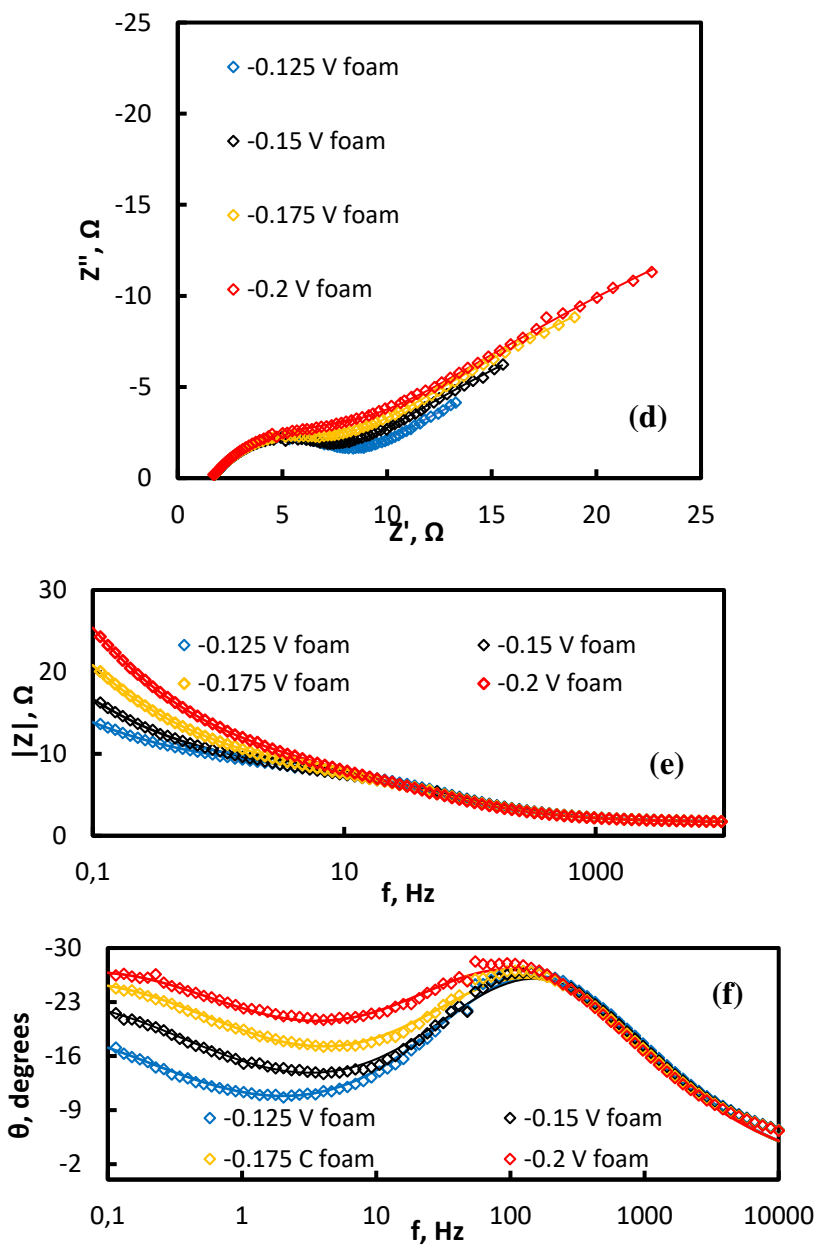 -25
-20
-15
-10
-5
0
0 5 10 15 20 25
Z'', Ω
Z', Ω
-0.125 V foam
-0.15 V foam
-0.175 V foam
-0.2 V foam
(d)
30
20
10
0
0,1 10 1000
|Z|, Ω
f, Hz
-0.125 V foam -0.15 V foam
-0.175 V foam -0.2 V foam
(e)
-30
-23
-16
-9
-2
0,1 1 10 100 1000 10000
θ, degrees
f, Hz
(f)
-0.125 V foam -0.15 V foam
-0.175 C foam -0.2 V foam